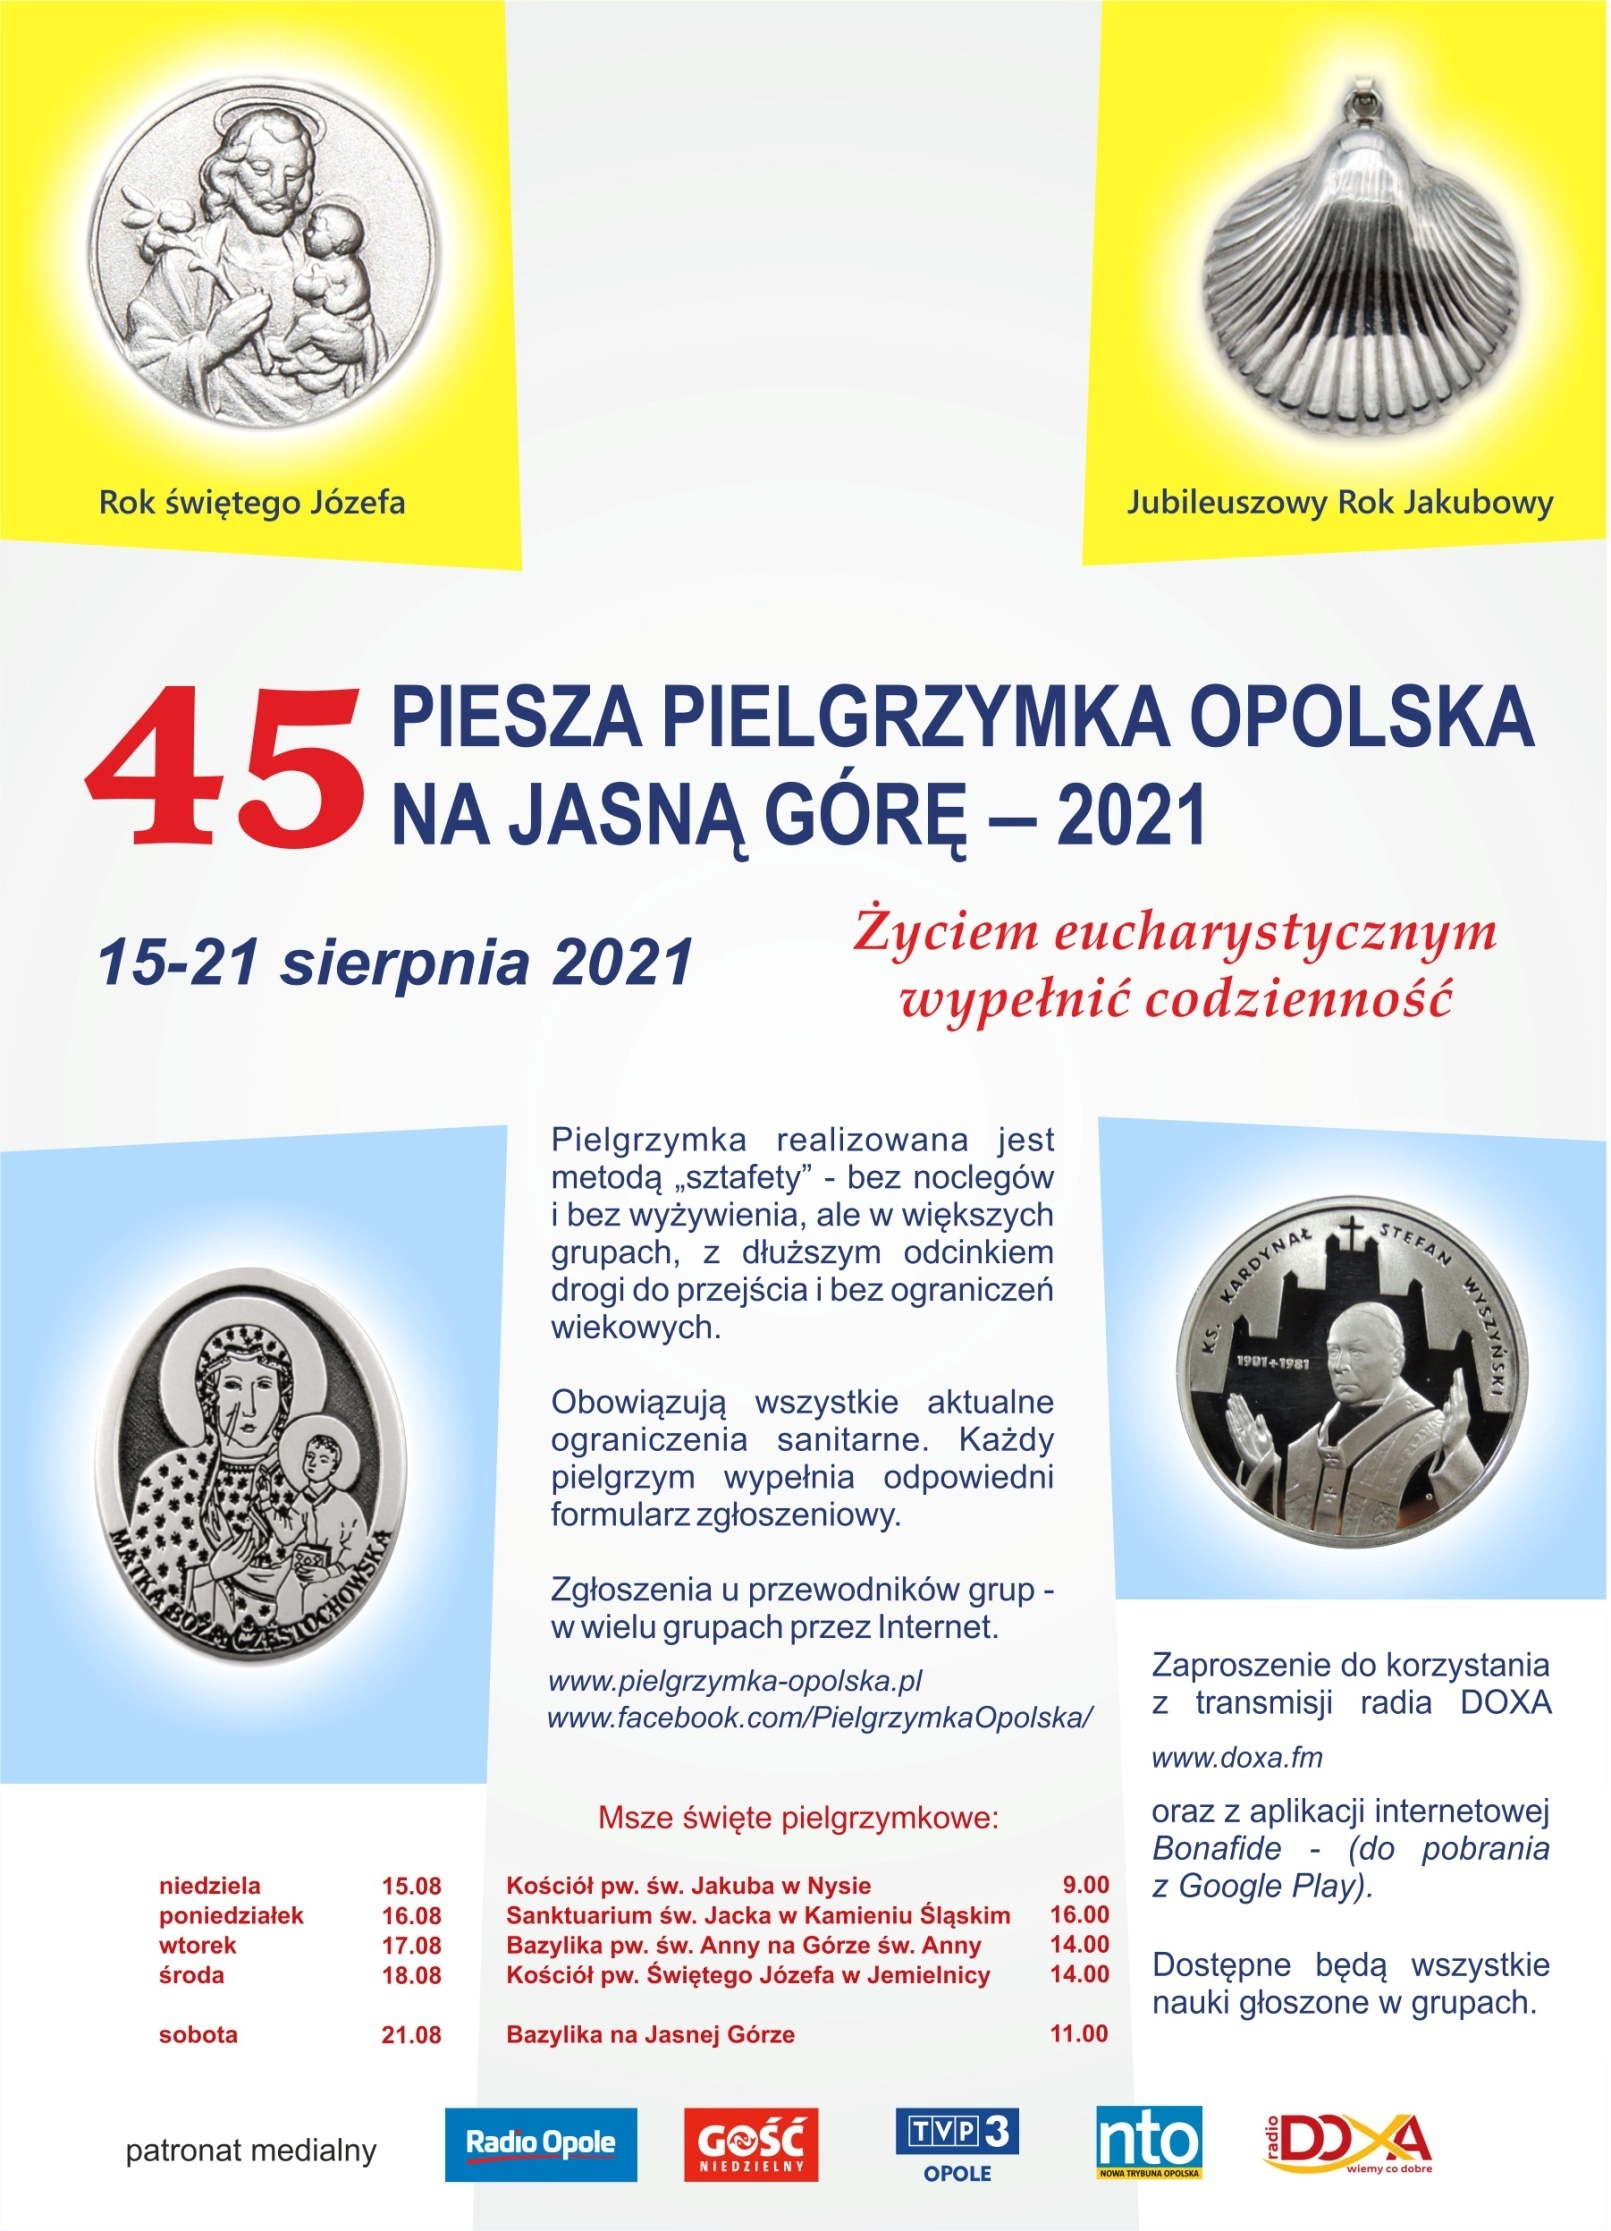 Rok świętego Józefa
Jubileuszowy Rok Jakubowy
45 PIESZA PIELGRZYMKA OPOLSKA
NA JASNĄ GÓRĘ – 2021
15-21 sierpnia 2021
Życiem eucharystycznym
wypełnić codzienność
MATKA BOŻA CZĘSTOCHOWSKA
KS. KARDYNAŁ STEFAN WYSZYŃSKI
1901+1981
Pielgrzymka realizowana jest
metodą „sztafety” - bez noclegów
i bez wyżywienia, ale w większych
grupach, z dłuższym odcinkiem
drogi do przejścia i bez ograniczeń
wiekowych.
Obowiązują wszystkie aktualne
ograniczenia sanitarne. Każdy
pielgrzym wypełnia odpowiedni
formularz zgłoszeniowy.
Zgłoszenia u przewodników grup -
w wielu grupach przez Internet.
www.pielgrzymka-opolska.pl
www.facebook.com/PielgrzymkaOpolska/
Zaproszenie do korzystania
z transmisji radia DOXA
www.doxa.fm
oraz z aplikacji internetowej
Bonafide - (do pobrania
z Google Play).
Dostępne będą wszystkie
nauki głoszone w grupach.
Msze święte pielgrzymkowe:
niedziela 15.08 Kościół pw. św. Jakuba w Nysie 9.00
poniedziałek 16.08 Sanktuarium św. Jacka w Kamieniu Śląskim 16.00
wtorek 17.08 Bazylika pw. św. Anny na Górze św. Anny 14.00
środa 18.08 Kościół pw. Świętego Józefa w Jemielnicy 14.00
sobota 21.08 Bazylika na Jasnej Górze 11.00
patronat medialny
Radio Opole
GOŚĆ
NIEDZIELNY
TVP3
OPOLE
nto
NOWA TRYBUNA OPOLSKA
radio DOXA
wiemy co dobre